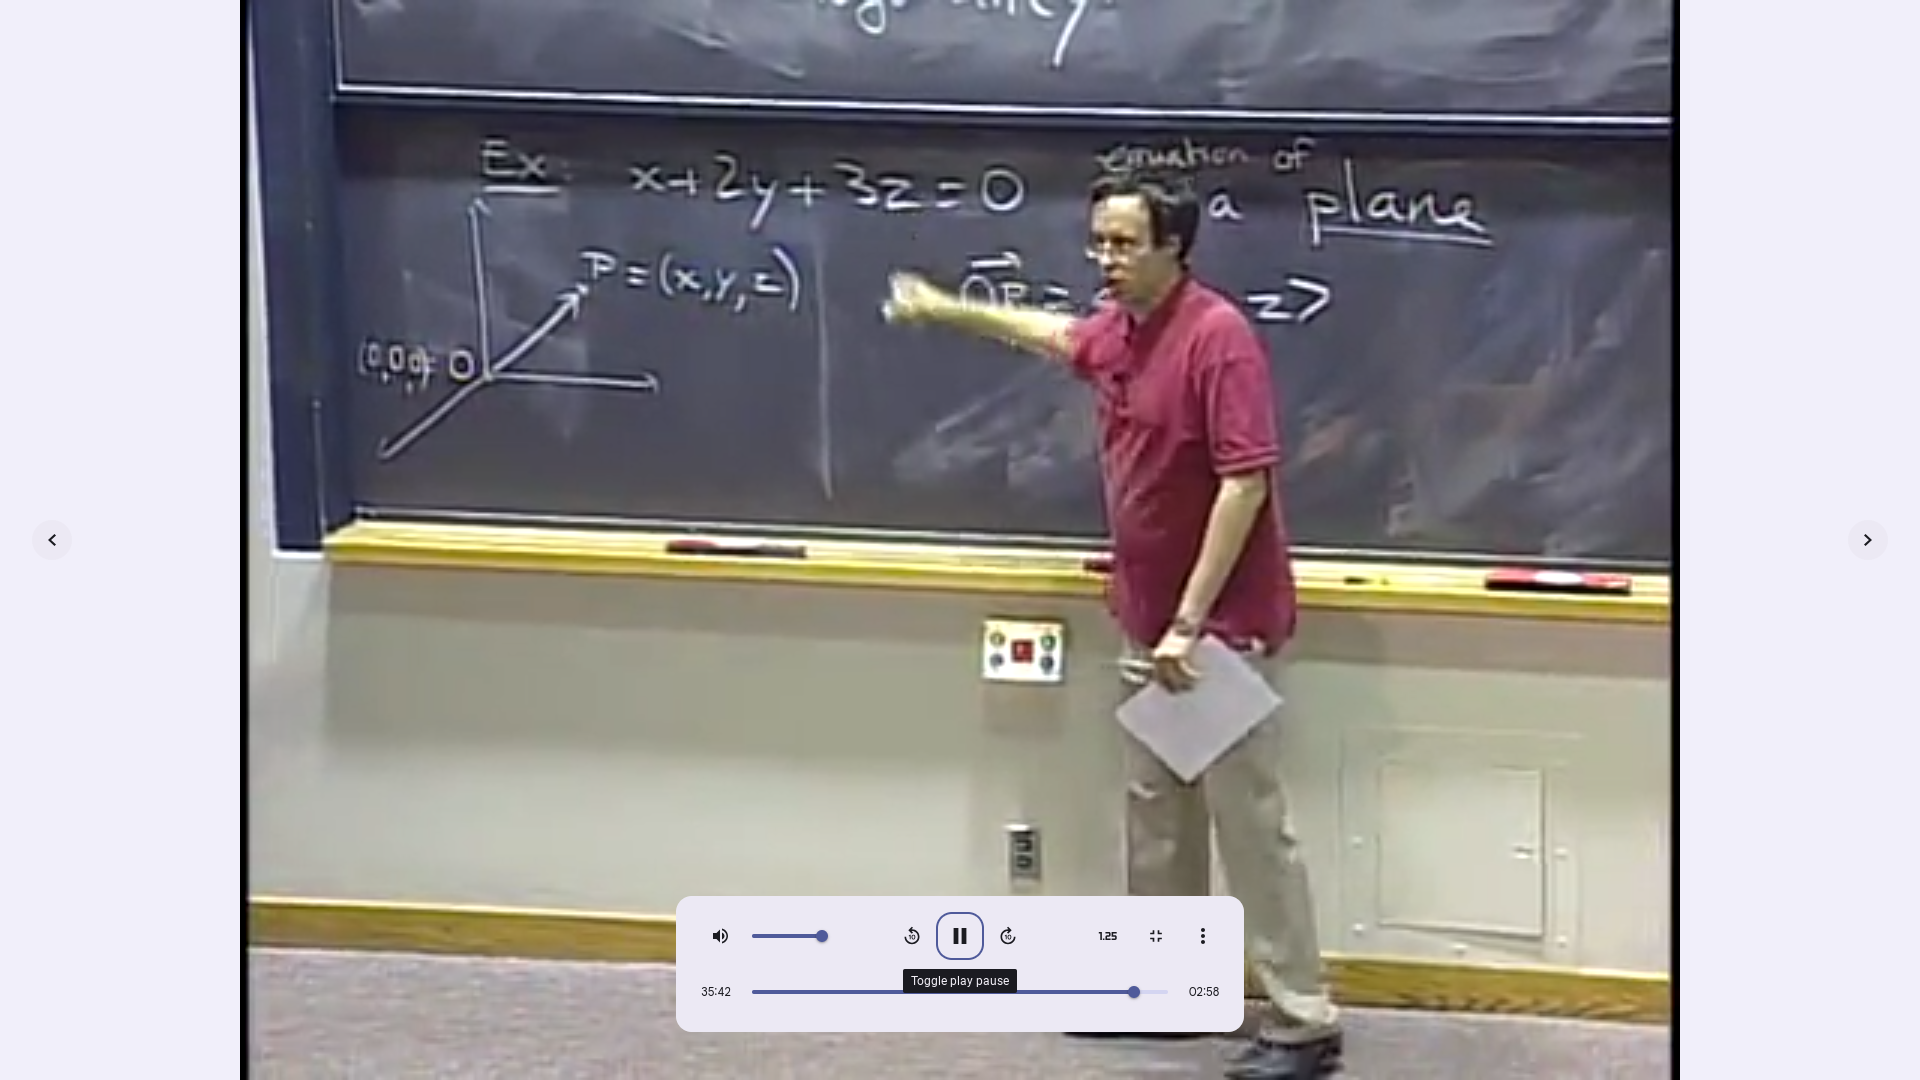 Ex: x+2y+3z=0
equation of
a plane
P=(x,y,z)
OP = z>
(0,0,0)= O
1.25
35:42
Toggle play pause
02:58